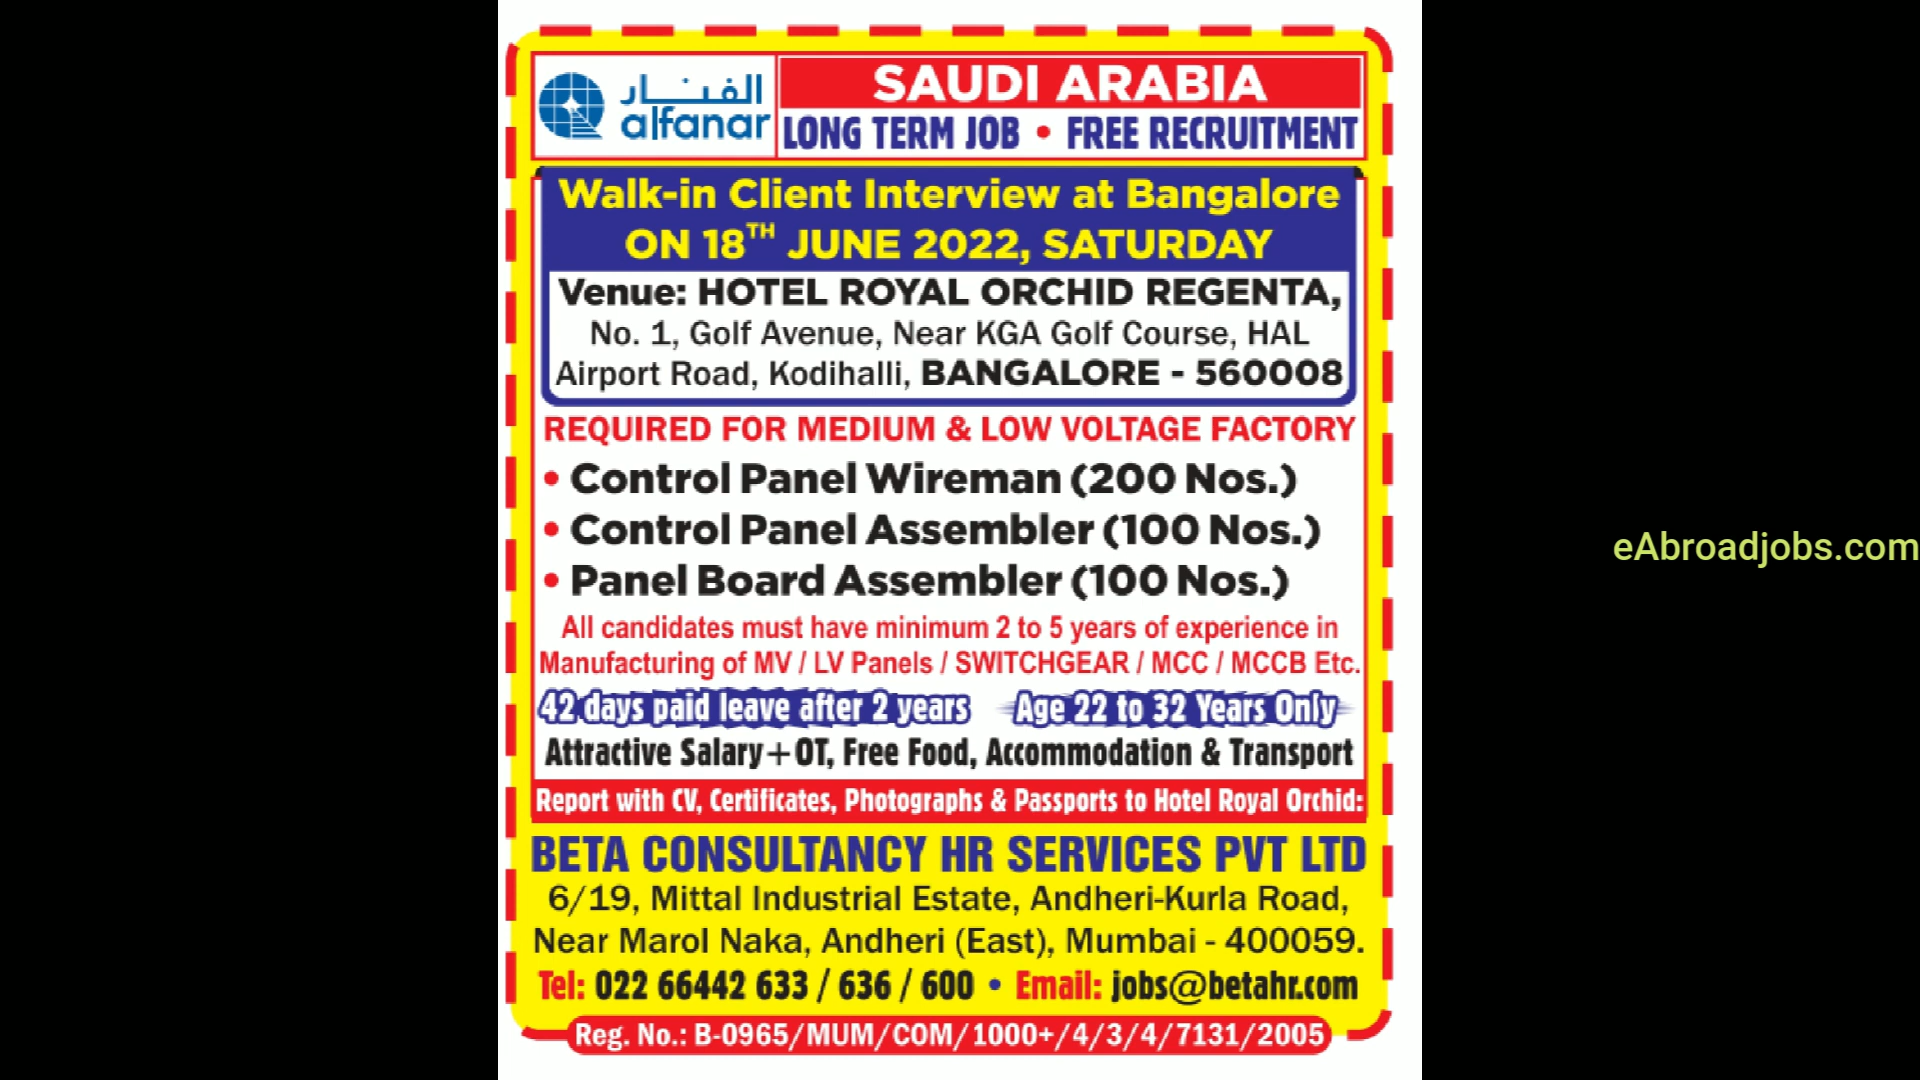 الفنار
alfanar
SAUDI ARABIA
LONG TERM JOB • FREE RECRUITMENT
Walk-in Client Interview at Bangalore
ON 18TH JUNE 2022, SATURDAY
Venue: HOTEL ROYAL ORCHID REGENTA,
No. 1, Golf Avenue, Near KGA Golf Course, HAL
Airport Road, Kodihalli, BANGALORE - 560008
REQUIRED FOR MEDIUM & LOW VOLTAGE FACTORY
• Control Panel Wireman (200 Nos.)
• Control Panel Assembler (100 Nos.)
• Panel Board Assembler (100 Nos.)
All candidates must have minimum 2 to 5 years of experience in
Manufacturing of MV / LV Panels / SWITCHGEAR / MCC / MCCB Etc.
42 days paid leave after 2 years Age 22 to 32 Years Only
Attractive Salary+OT, Free Food, Accommodation & Transport
Report with CV, Certificates, Photographs & Passports to Hotel Royal Orchid:
BETA CONSULTANCY HR SERVICES PVT LTD
6/19, Mittal Industrial Estate, Andheri-Kurla Road,
Near Marol Naka, Andheri (East), Mumbai - 400059.
Tel: 022 66442 633 / 636 / 600 • Email: jobs@betahr.com
Reg. No.: B-0965/MUM/COM/1000+/4/3/4/7131/2005
eAbroadjobs.com